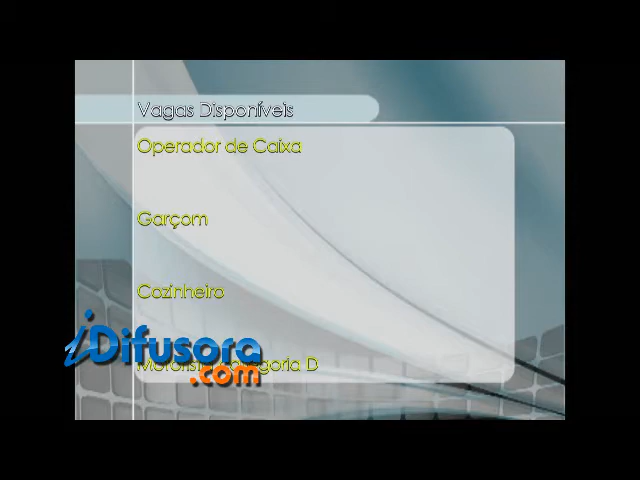 Vagas Disponíveis
Operador de Caixa
Garçom
Cozinheiro
iDifusora
.com
D